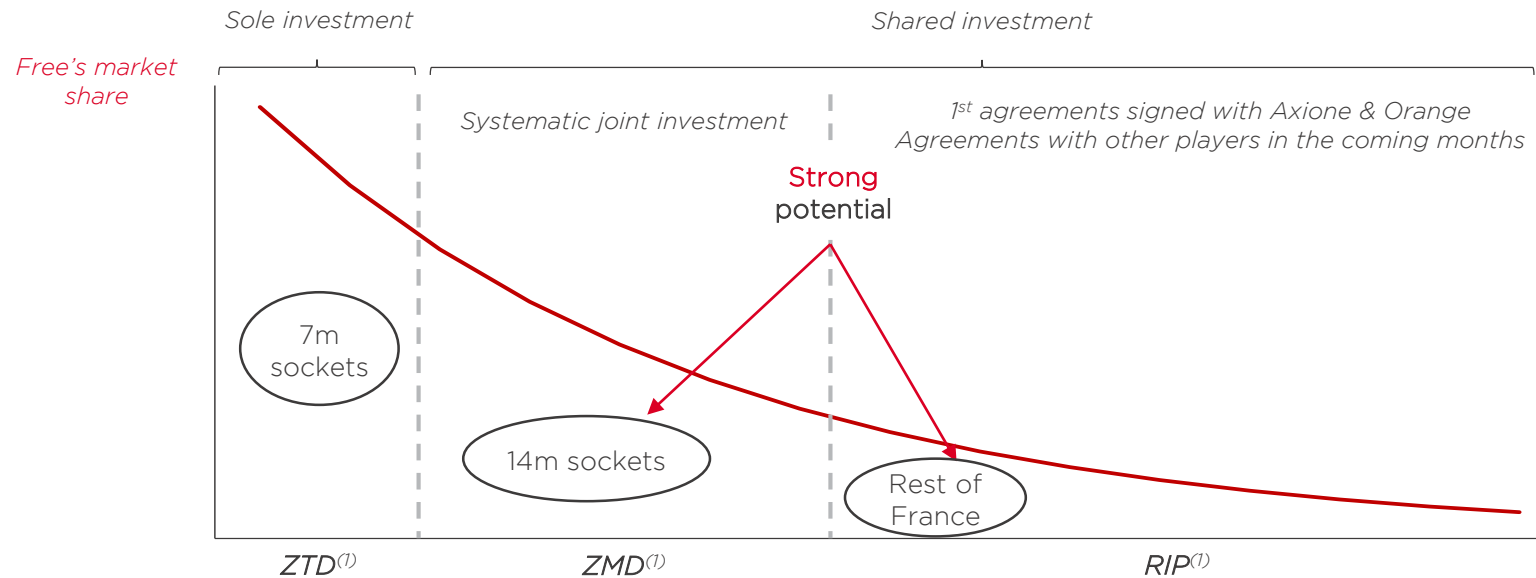 Sole investment
Shared investment
Free's market
share
Systematic joint investment
1st agreements signed with Axione & Orange
Agreements with other players in the coming months
Strong
potential
7m
sockets
14m sockets
Rest of
France
ZTD(1)
ZMD(1)
RIP(1)